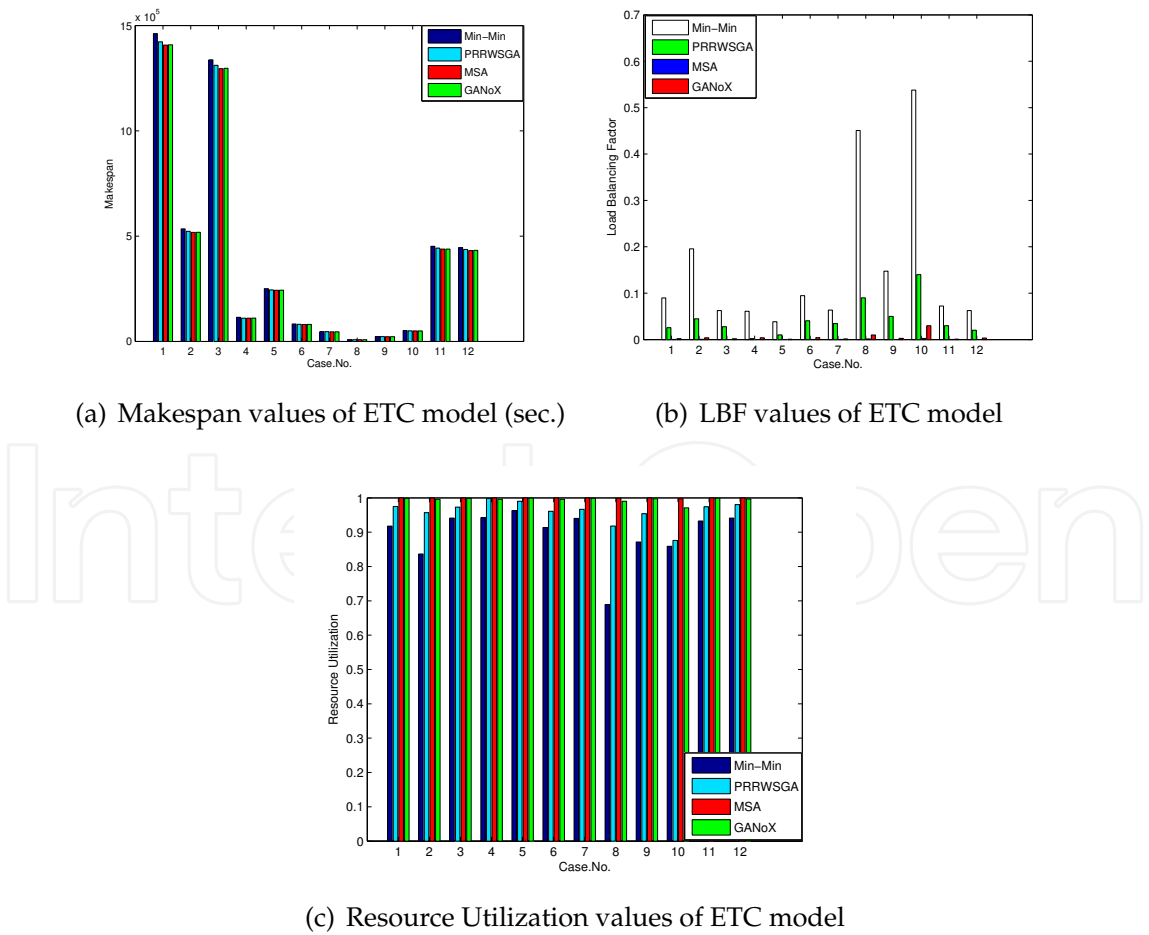 x 10⁵
15
10
5
0
Makespan
1 2 3 4 5 6 7 8 9 10 11 12
Case.No.
Min−Min
PRRWSGA
MSA
GANoX
(a) Makespan values of ETC model (sec.)
0.7
0.6
0.5
0.4
0.3
0.2
0.1
0
Load Balancing Factor
1 2 3 4 5 6 7 8 9 10 11 12
Case.No.
Min−Min
PRRWSGA
MSA
GANoX
(b) LBF values of ETC model
1
0.9
0.8
0.7
0.6
0.5
0.4
0.3
0.2
0.1
0
Resource Utilization
1 2 3 4 5 6 7 8 9 10 11 12
Case.No.
Min−Min
PRRWSGA
MSA
GANoX
(c) Resource Utilization values of ETC model